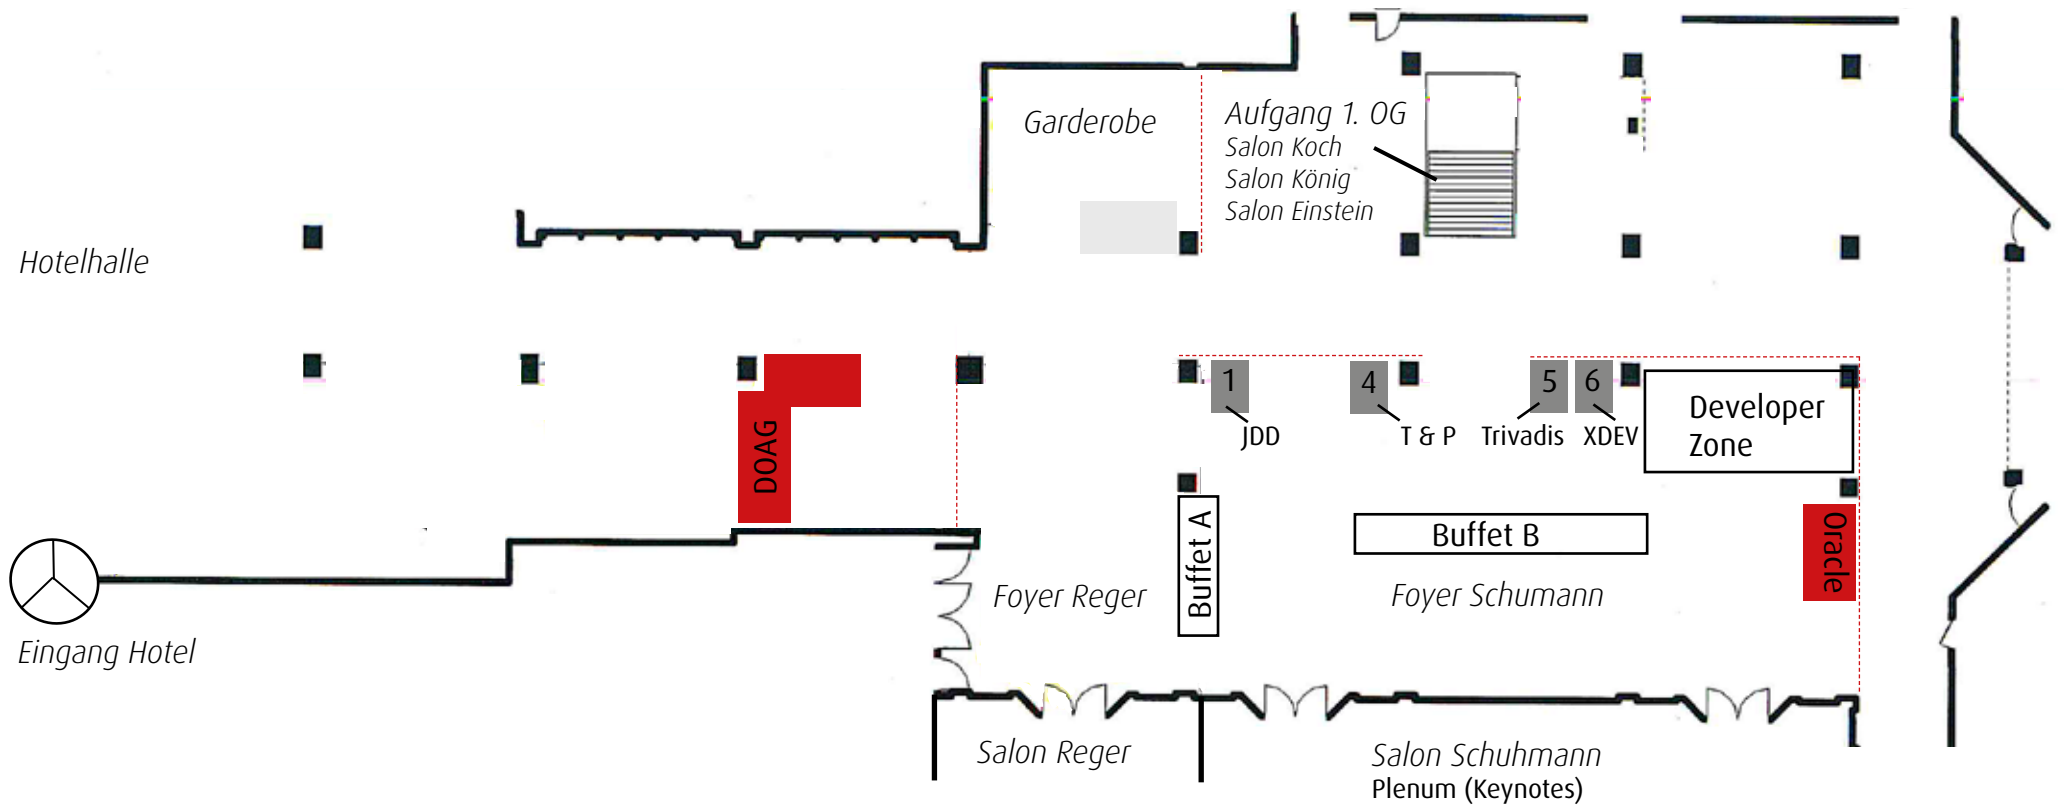 Garderobe
Aufgang 1. OG
Salon Koch
Salon König
Salon Einstein
Hotelhalle
1
4
5
6
JDD
T & P
Trivadis
XDEV
Developer
Zone
DOAG
Buffet A
Buffet B
Oracle
Foyer Reger
Foyer Schumann
Eingang Hotel
Salon Reger
Salon Schuhmann
Plenum (Keynotes)